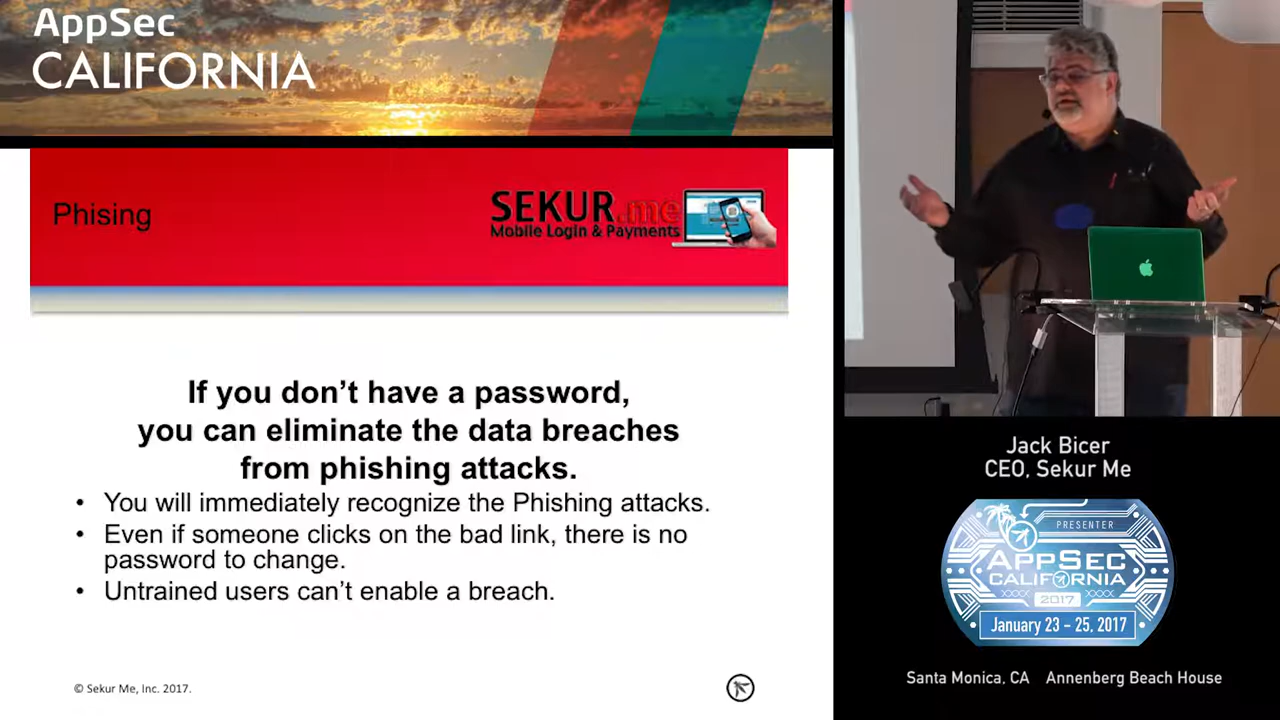 AppSec
CALIFORNIA
Phising
SEKUR.me
Mobile Login & Payments
If you don't have a password,
you can eliminate the data breaches
from phishing attacks.
• You will immediately recognize the Phishing attacks.
• Even if someone clicks on the bad link, there is no
password to change.
• Untrained users can't enable a breach.
© Sekur Me, Inc. 2017.
Jack Bicer
CEO, Sekur Me
PRESENTER
APPSEC
CALIFORNIA
2017
January 23 – 25, 2017
Santa Monica, CA Annenberg Beach House